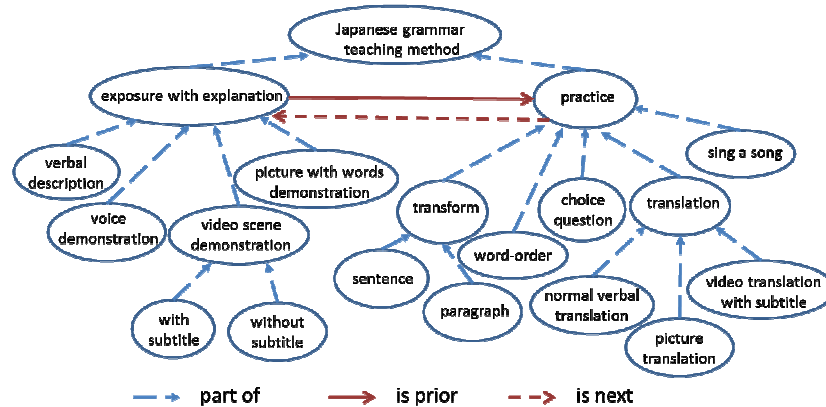 Japanese grammar
teaching method
exposure with explanation
practice
verbal
description
picture with words
demonstration
sing a song
voice
demonstration
video scene
demonstration
transform
choice
question
translation
word-order
sentence
paragraph
normal verbal
translation
video translation
with subtitle
with
subtitle
without
subtitle
picture
translation
part of
is prior
is next